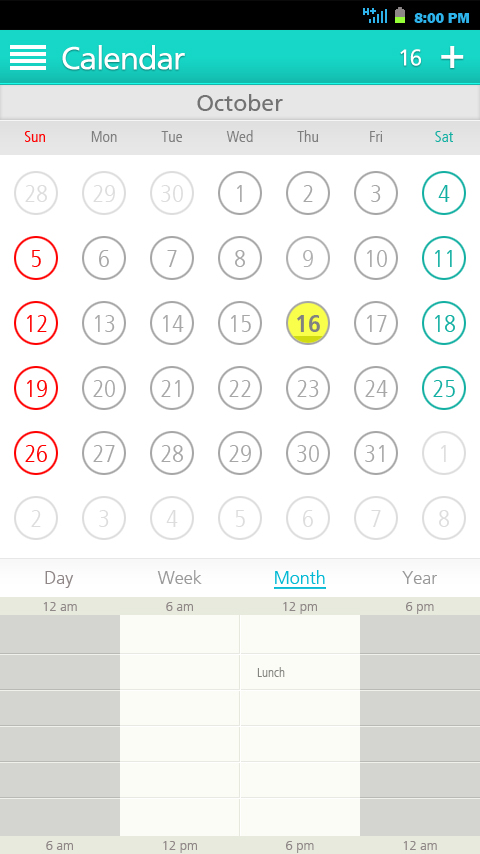 H+ 8:00 PM
Calendar 16 +
October
Sun Mon Tue Wed Thu Fri Sat
28 29 30 1 2 3 4
5 6 7 8 9 10 11
12 13 14 15 16 17 18
19 20 21 22 23 24 25
26 27 28 29 30 31 1
2 3 4 5 6 7 8
Day Week Month Year
12 am 6 am 12 pm 6 pm
Lunch
6 am 12 pm 6 pm 12 am